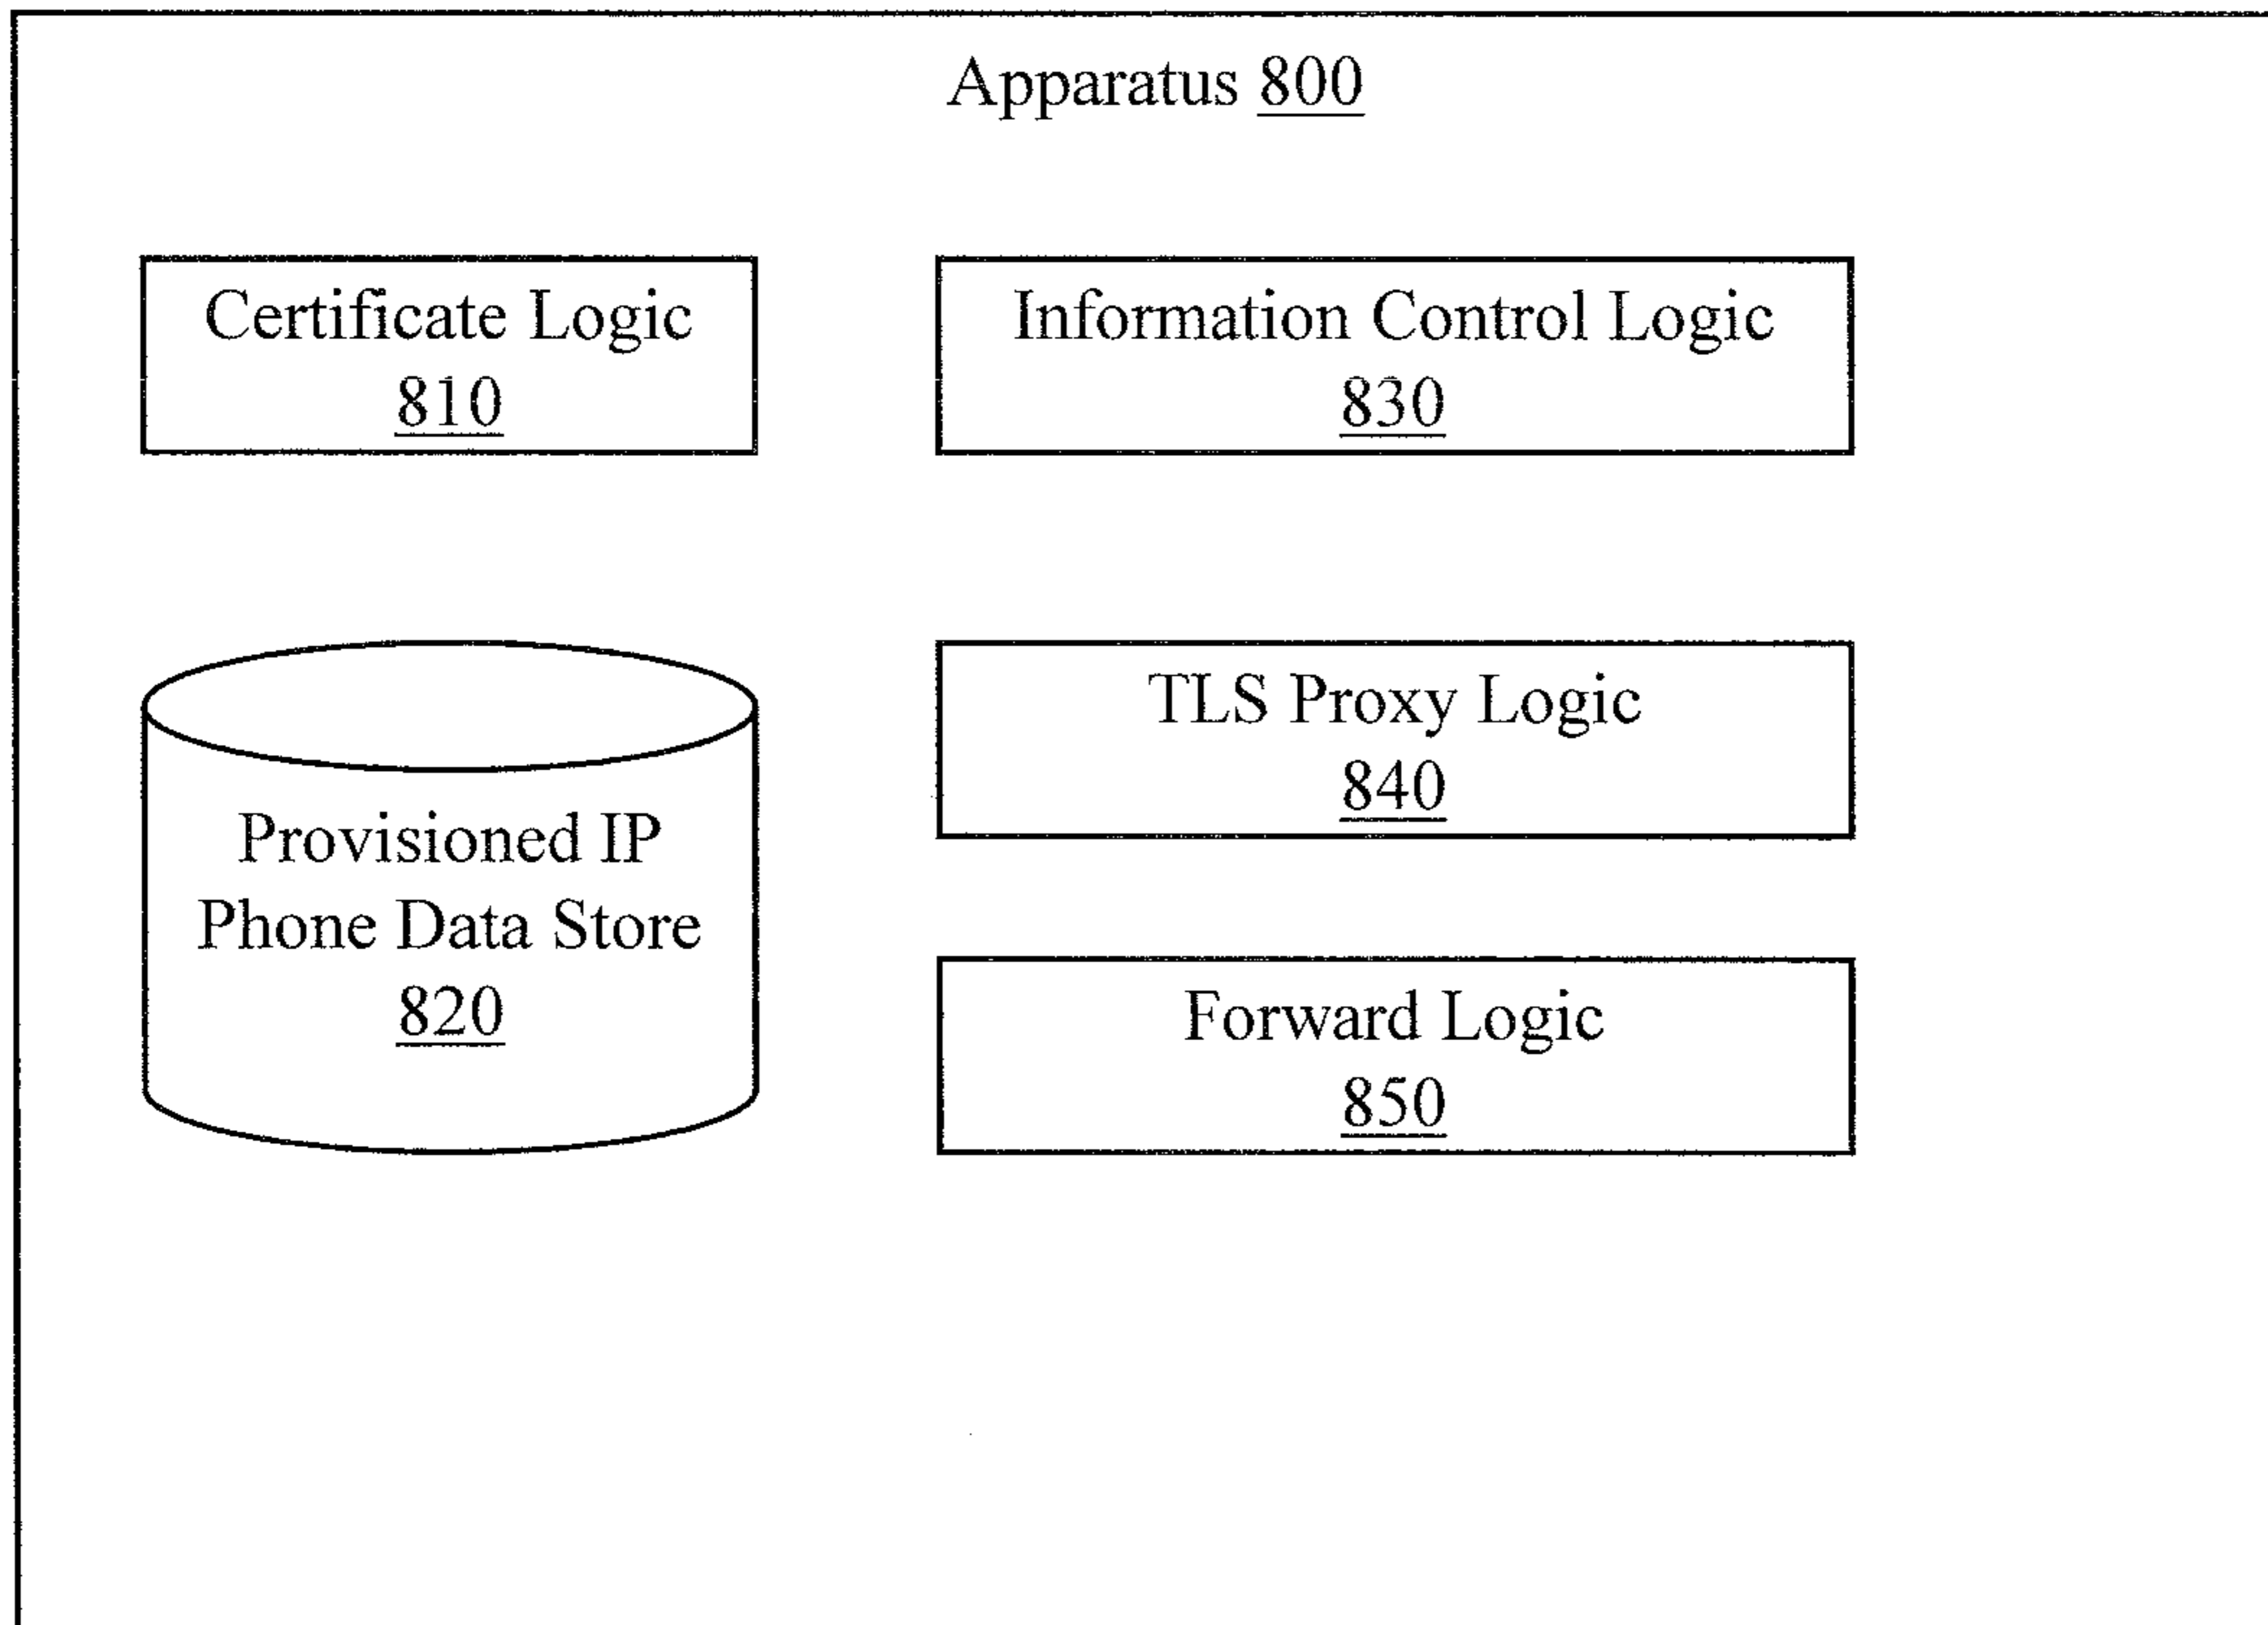 Apparatus 800
Certificate Logic
810
Information Control Logic
830
Provisioned IP
Phone Data Store
820
TLS Proxy Logic
840
Forward Logic
850